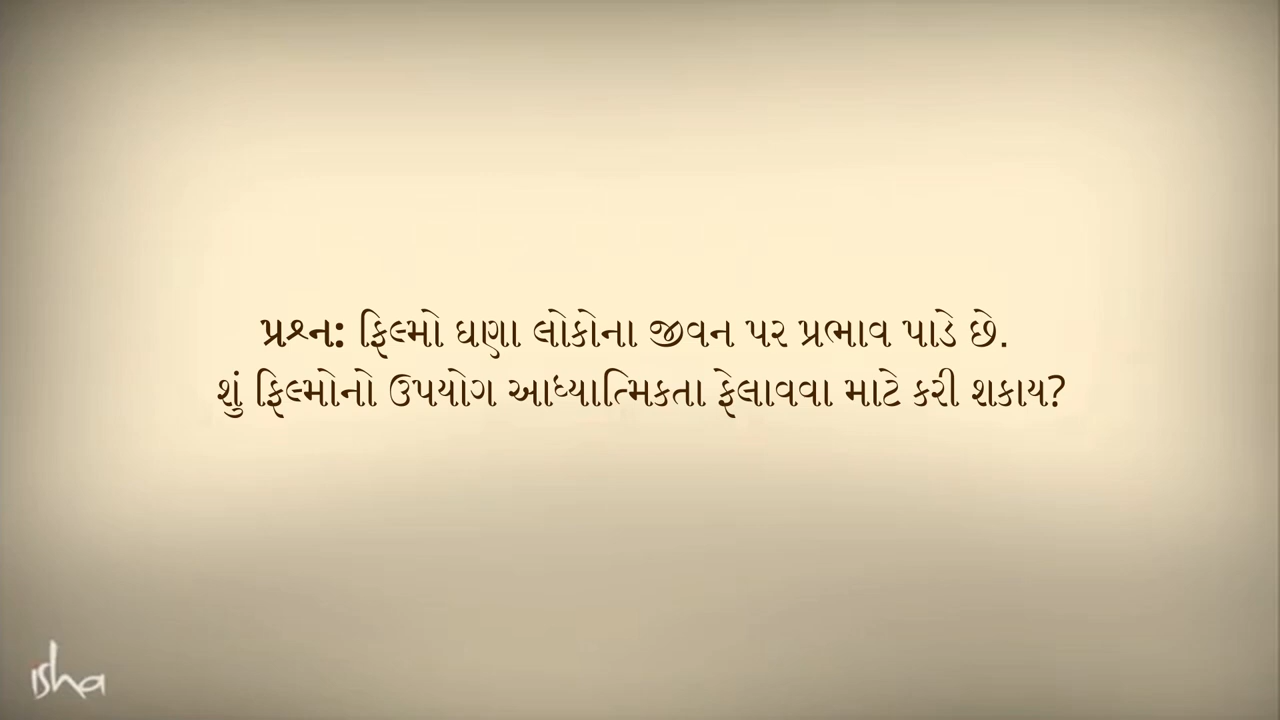 પ્રશ્ન: ફિલ્મો ઘણા લોકોના જીવન પર પ્રભાવ પાડે છે.
શું ફિલ્મોનો ઉપયોગ આધ્યાત્મિકતા ફેલાવવા માટે કરી શકાય?
isha